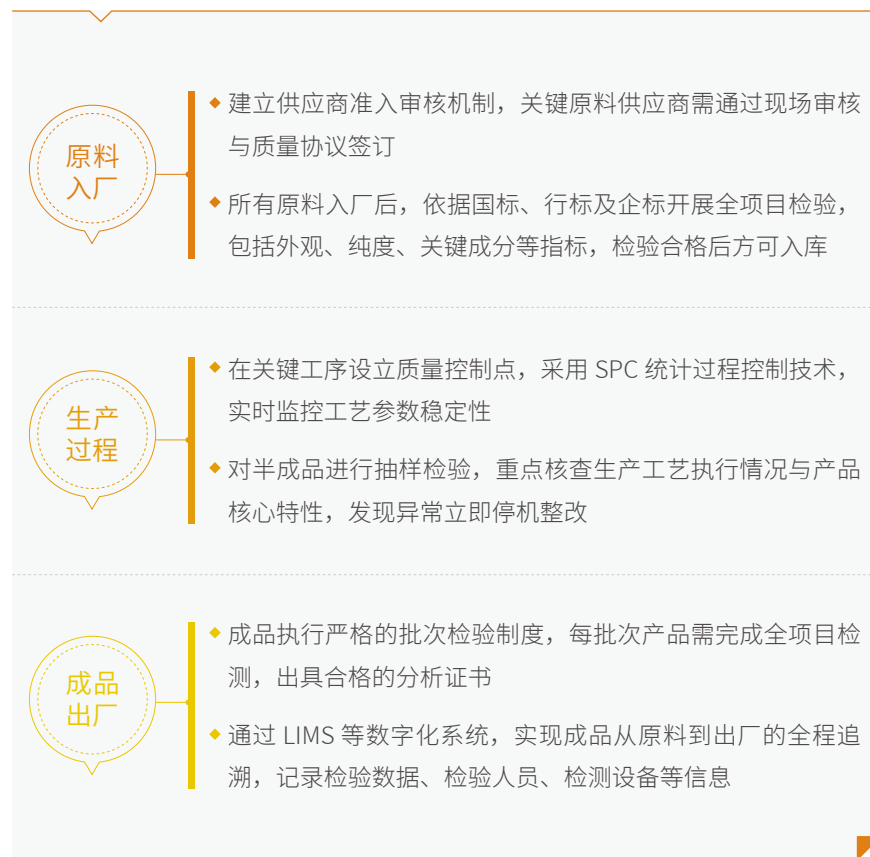 原料
入厂
◆ 建立供应商准入审核机制，关键原料供应商需通过现场审核
与质量协议签订
◆ 所有原料入厂后，依据国标、行标及企标开展全项目检验，
包括外观、纯度、关键成分等指标，检验合格后方可入库
生产
过程
◆ 在关键工序设立质量控制点，采用 SPC 统计过程控制技术，
实时监控工艺参数稳定性
◆ 对半成品进行抽样检验，重点核查生产工艺执行情况与产品
核心特性，发现异常立即停机整改
成品
出厂
◆ 成品执行严格的批次检验制度，每批次产品需完成全项目检
测，出具合格的分析证书
◆ 通过 LIMS 等数字化系统，实现成品从原料到出厂的全程追
溯，记录检验数据、检验人员、检测设备等信息